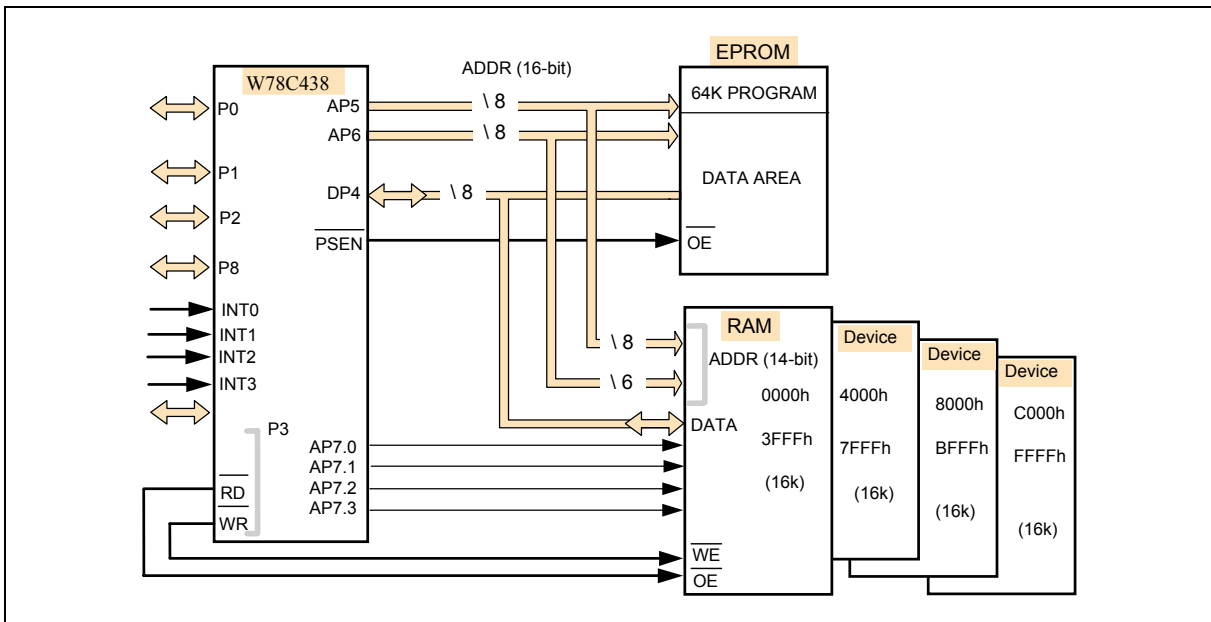 EPROM
ADDR (16-bit)
W78C438
64K PROGRAM
P0
AP5
\ 8
AP6
\ 8
P1
DATA AREA
DP4
\ 8
P2
PSEN
OE
P8
INT0
INT1
INT2
INT3
RAM
Device
Device
Device
\ 8
ADDR (14-bit)
\ 6
0000h
4000h
8000h
C000h
P3
DATA
3FFFh
7FFFh
BFFFh
FFFFh
AP7.0
AP7.1
AP7.2
AP7.3
(16k)
(16k)
(16k)
(16k)
RD
WR
WE
OE